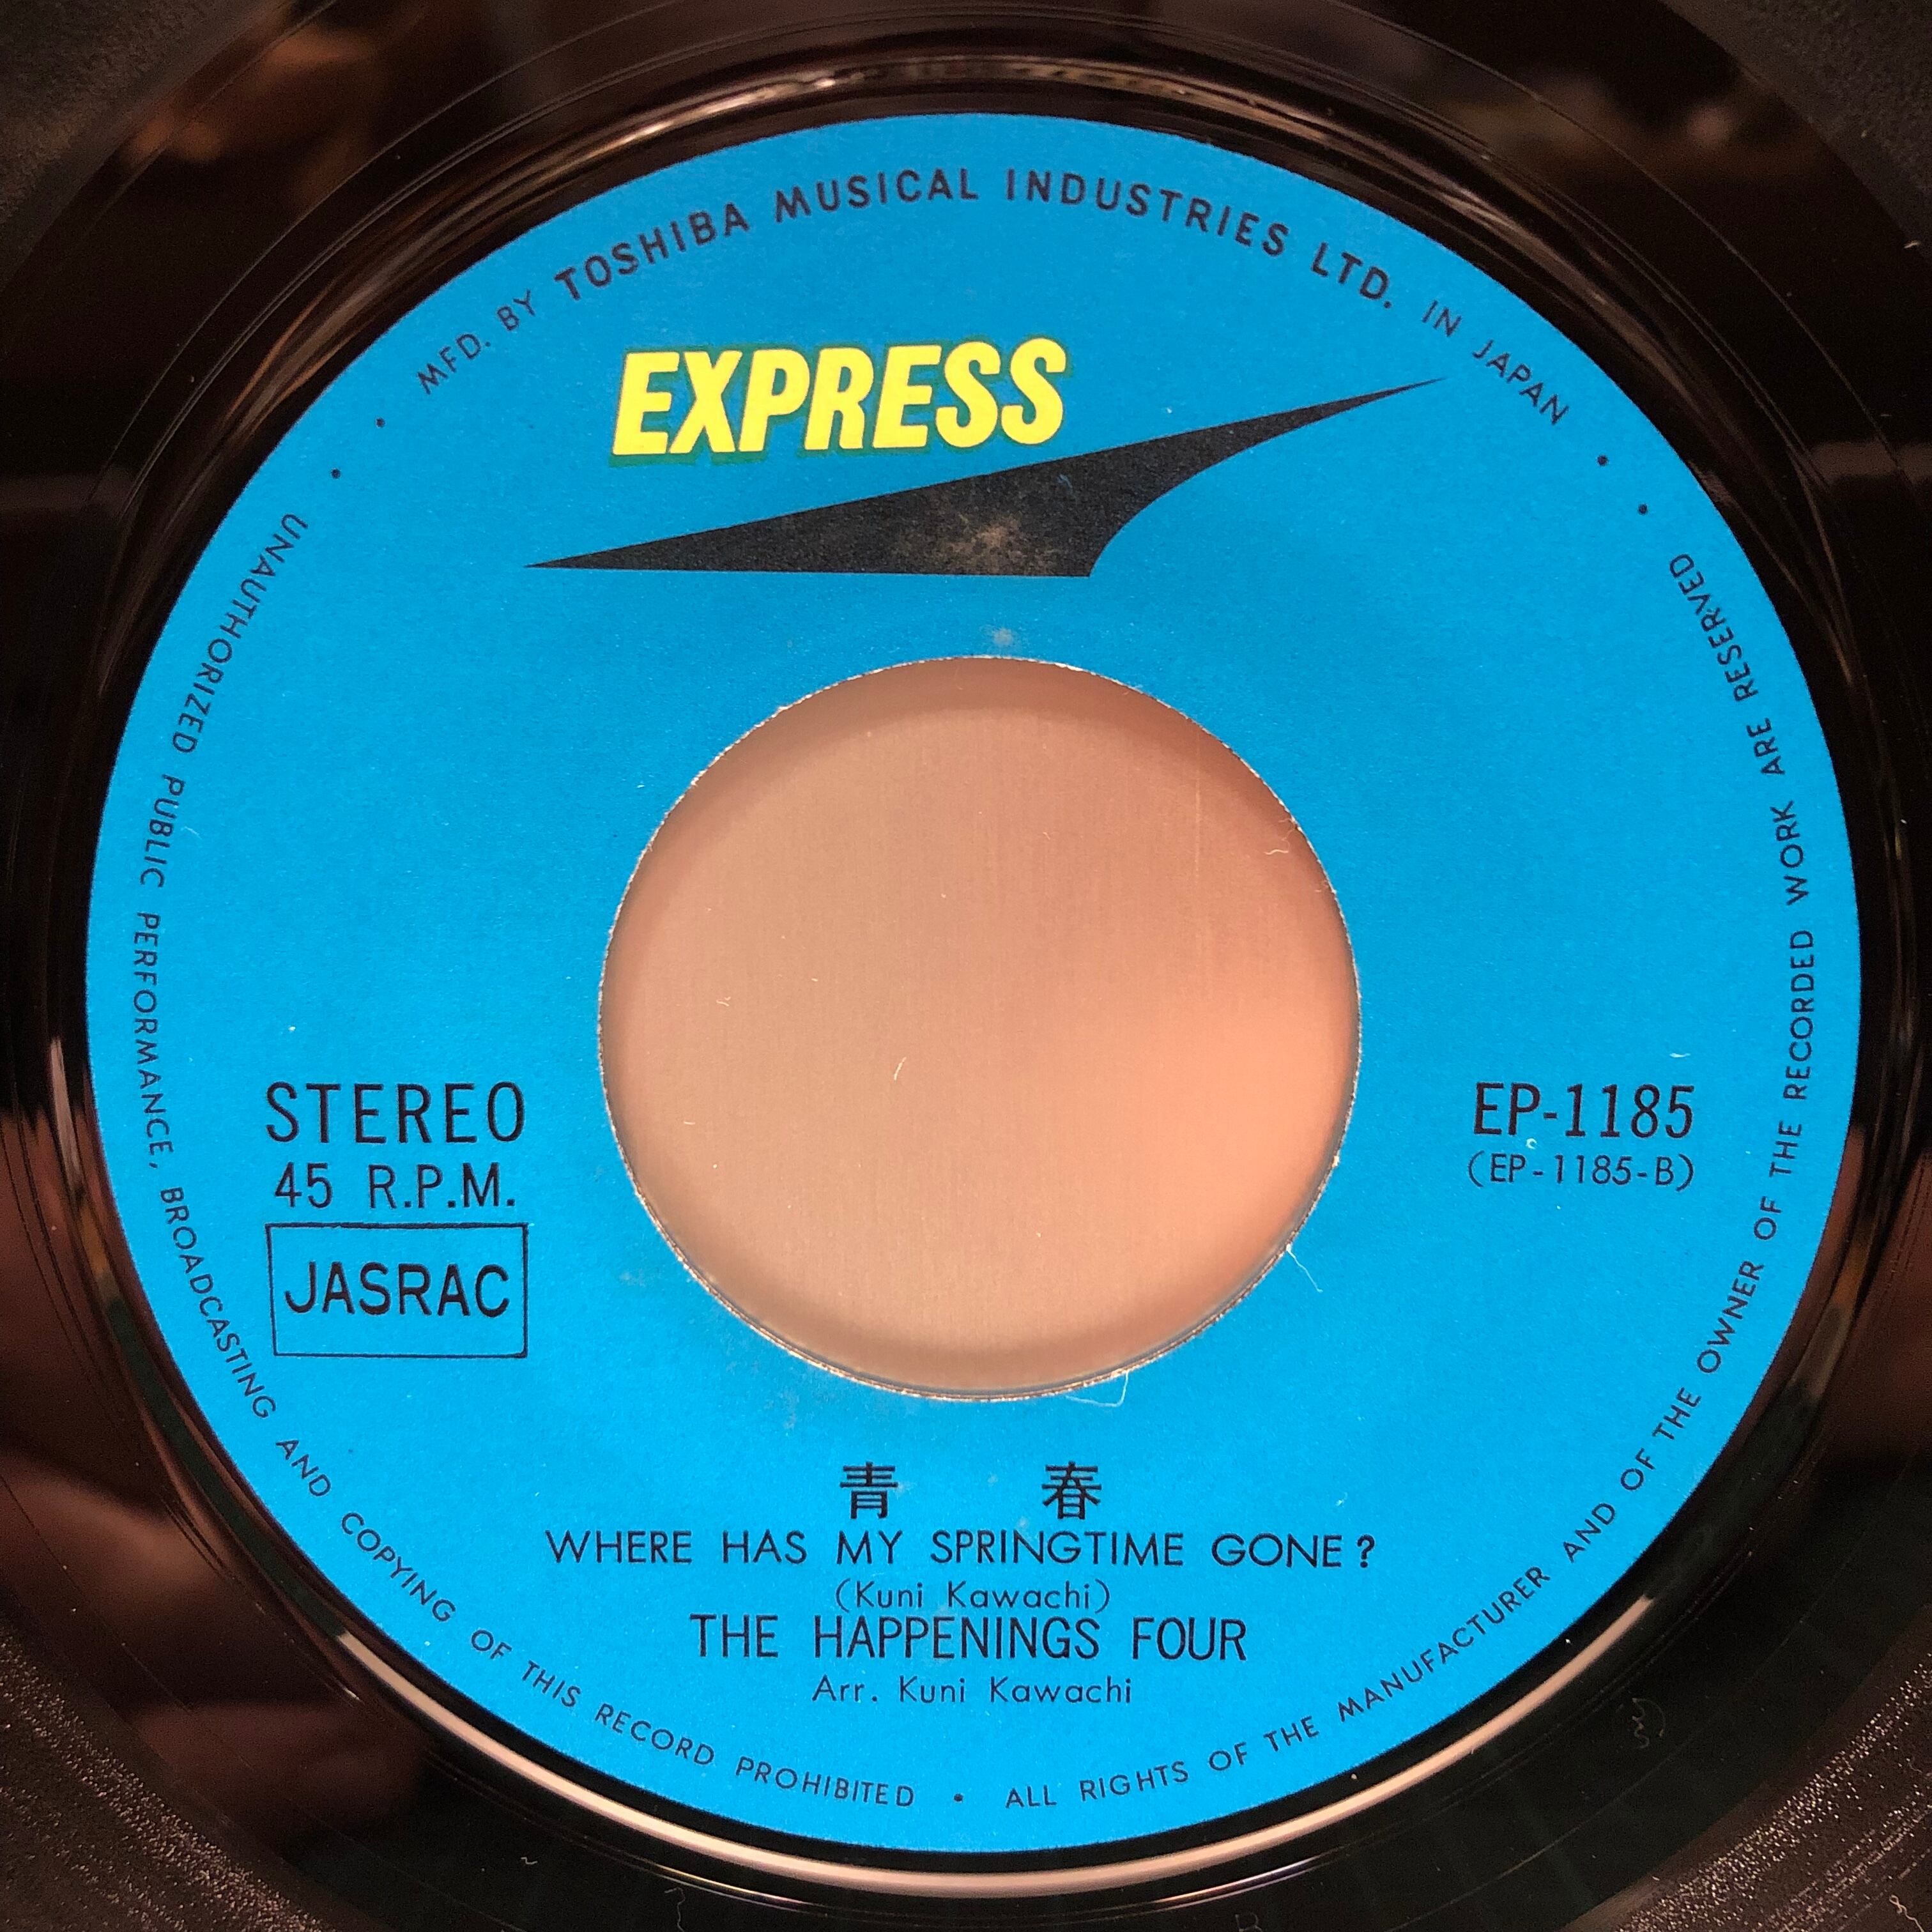 MFD. BY TOSHIBA MUSICAL INDUSTRIES LTD. IN JAPAN
EXPRESS
STEREO
45 R.P.M.
JASRAC
EP-1185
(EP-1185-B)
青 春
WHERE HAS MY SPRINGTIME GONE?
(Kuni Kawachi)
THE HAPPENINGS FOUR
Arr. Kuni Kawachi
UNAUTHORIZED PUBLIC PERFORMANCE, BROADCASTING AND COPYING OF THIS RECORD PROHIBITED • ALL RIGHTS OF THE MANUFACTURER AND OF THE OWNER OF THE RECORDED WORK ARE RESERVED